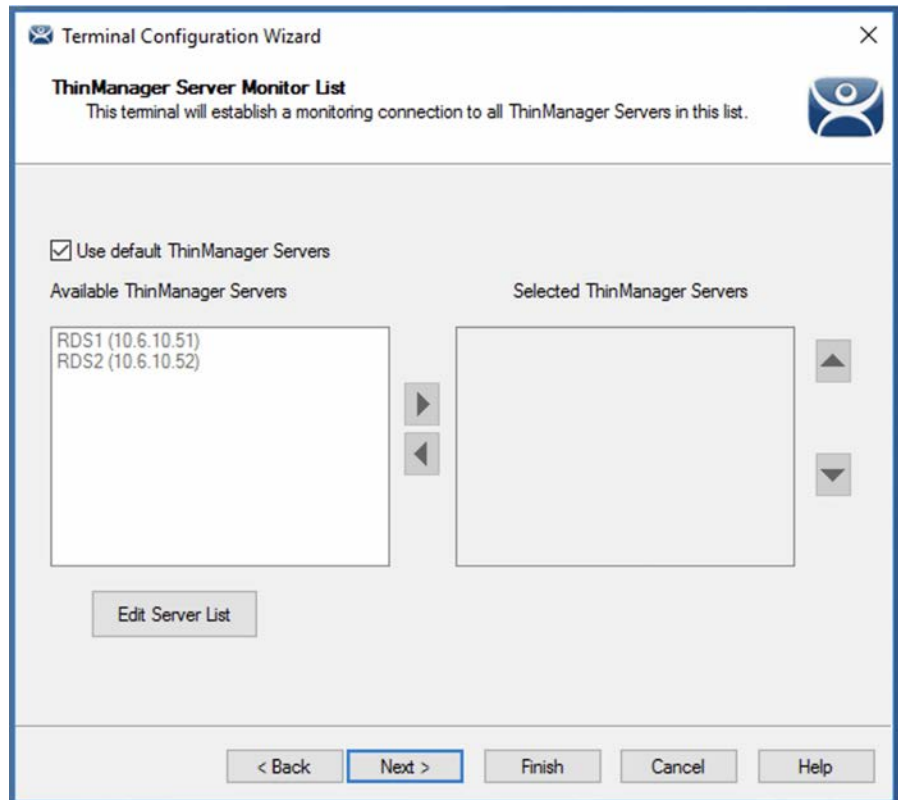 Terminal Configuration Wizard
ThinManager Server Monitor List
This terminal will establish a monitoring connection to all ThinManager Servers in this list.
Use default ThinManager Servers
Available ThinManager Servers
Selected ThinManager Servers
RDS1 (10.6.10.51)
RDS2 (10.6.10.52)
Edit Server List
< Back
Next >
Finish
Cancel
Help